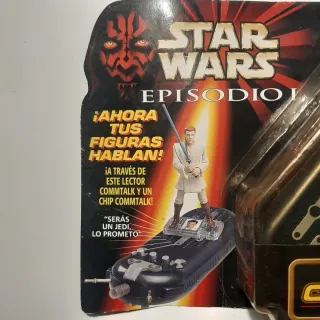 STAR
WARS
EPISODIO I
¡AHORA
TUS
FIGURAS
HABLAN!
¡A TRAVÉS DE
ESTE LECTOR
COMMTALK Y UN
CHIP COMMTALK!
"SERÁS
UN JEDI,
LO PROMETO"
C